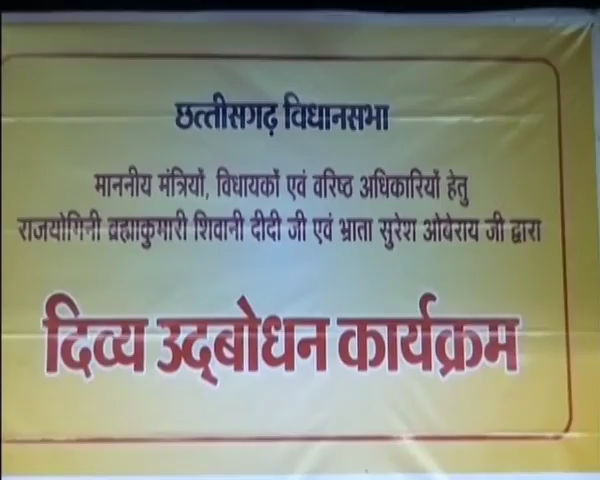 छत्तीसगढ़ विधानसभा
माननीय मंत्रियों, विधायकों एवं वरिष्ठ अधिकारियों हेतु
राजयोगिनी ब्रह्माकुमारी शिवानी दीदी जी एवं भ्राता सुरेश ओबेराय जी द्वारा
दिव्य उद्‌बोधन कार्यक्रम